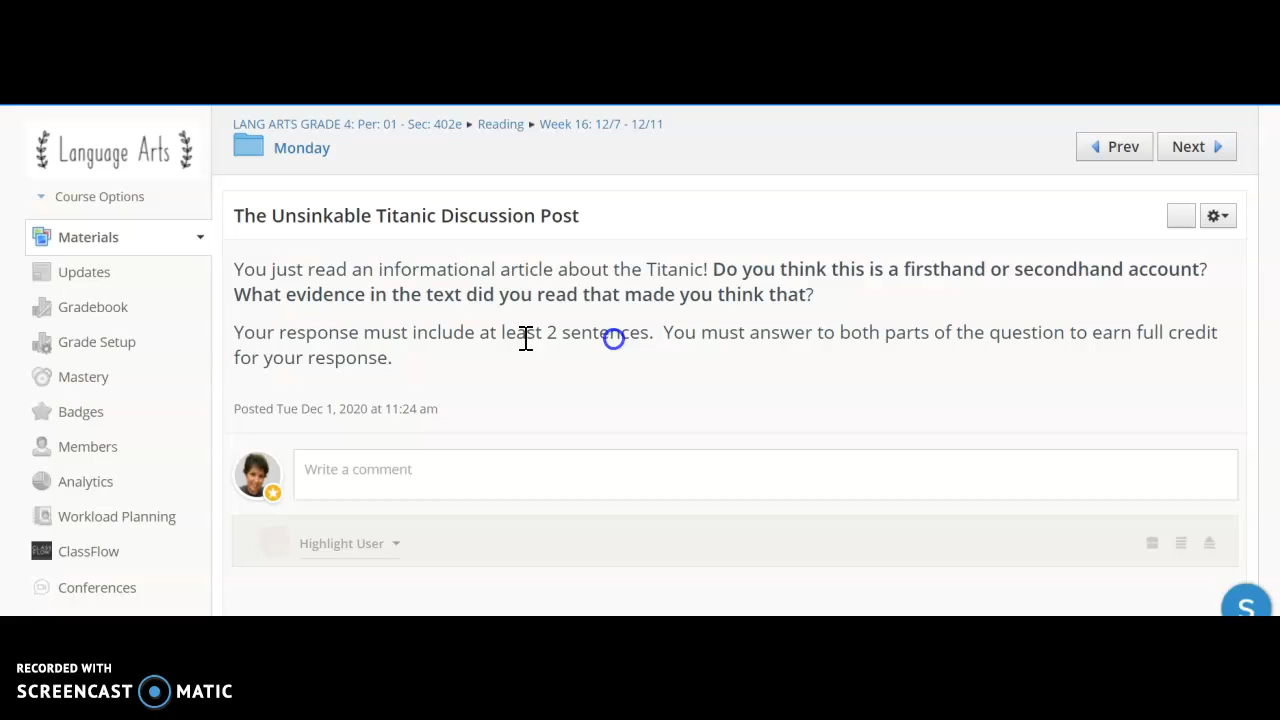 LANG ARTS GRADE 4: Per: 01 - Sec: 402e ▸ Reading ▸ Week 16: 12/7 - 12/11
Monday
Prev
Next
Language Arts
Course Options
Materials
Updates
Gradebook
Grade Setup
Mastery
Badges
Members
Analytics
Workload Planning
ClassFlow
Conferences
The Unsinkable Titanic Discussion Post
You just read an informational article about the Titanic! Do you think this is a firsthand or secondhand account?
What evidence in the text did you read that made you think that?
Your response must include at least 2 sentences.  You must answer to both parts of the question to earn full credit
for your response.
Posted Tue Dec 1, 2020 at 11:24 am
Write a comment
Highlight User
S
RECORDED WITH
SCREENCAST MATIC